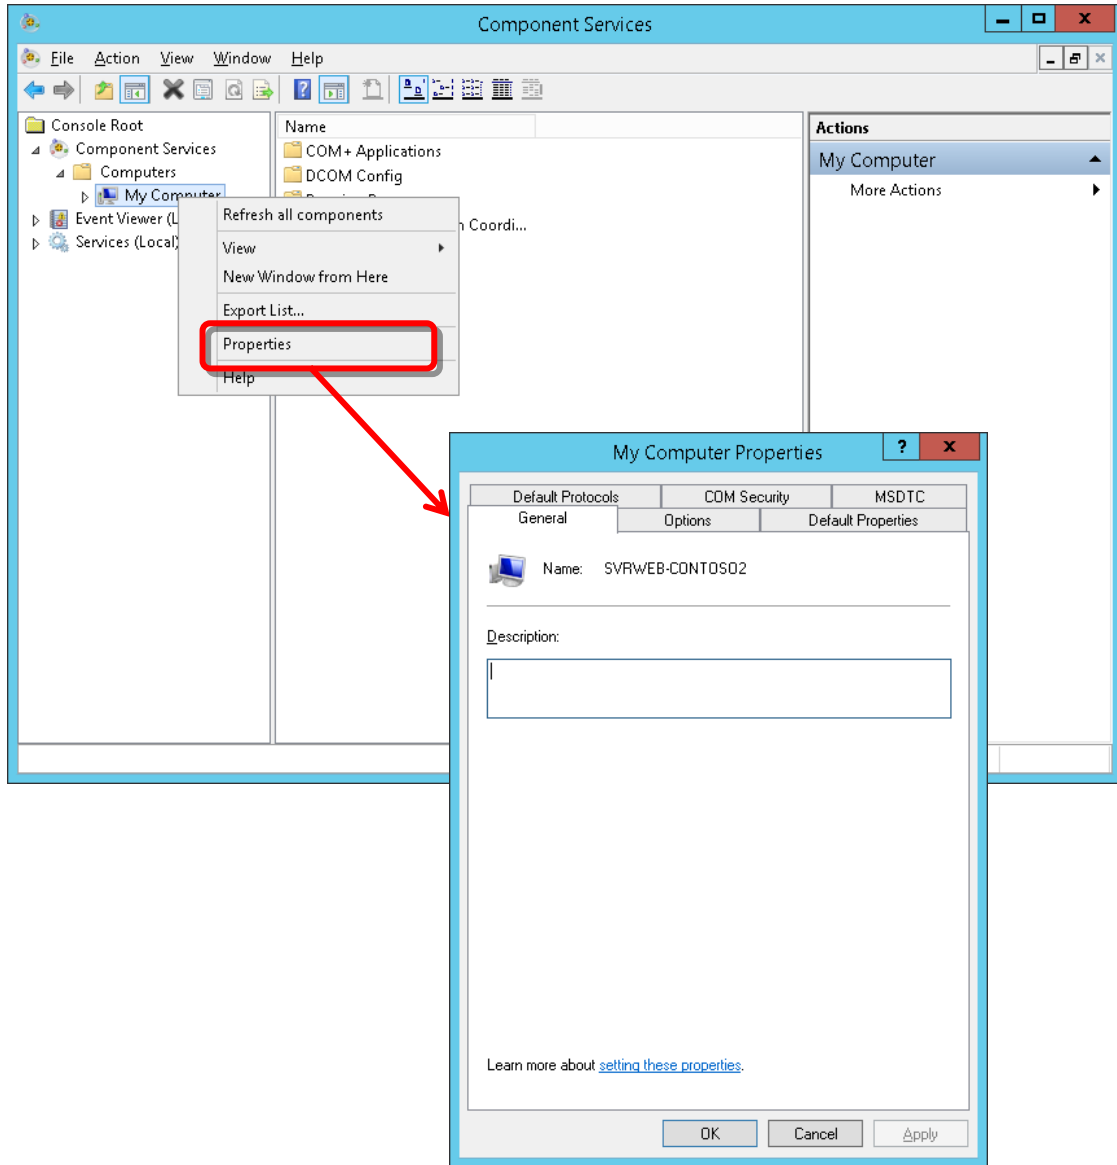 Component Services
File Action View Window Help
Console Root
Component Services
Computers
My Computer
Event Viewer (L
Services (Local)
Name
COM+ Applications
DCOM Config
n Coordi...
Actions
My Computer
More Actions
Refresh all components
View
New Window from Here
Export List...
Properties
Help
My Computer Properties
Default Protocols COM Security MSDTC
General Options Default Properties
Name: SVRWEB-CONTOSO2
Description:
Learn more about setting these properties.
OK Cancel Apply